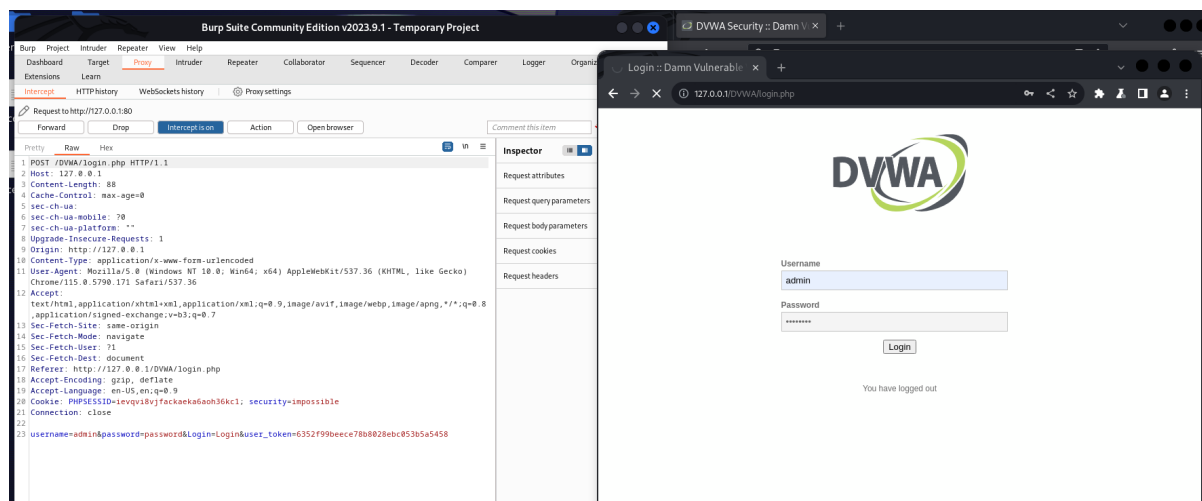 Burp Suite Community Edition v2023.9.1 - Temporary Project
Burp Project Intruder Repeater View Help
Dashboard Target Proxy Intruder Repeater Collaborator Sequencer Decoder Comparer Logger Organiz
Extensions Learn
Intercept HTTP history WebSockets history Proxy settings
Request to http://127.0.0.1:80
Forward Drop Intercept is on Action Open browser Comment this item
Pretty Raw Hex \n
1 POST /DVWA/login.php HTTP/1.1
2 Host: 127.0.0.1
3 Content-Length: 88
4 Cache-Control: max-age=0
5 sec-ch-ua:
6 sec-ch-ua-mobile: ?0
7 sec-ch-ua-platform: ""
8 Upgrade-Insecure-Requests: 1
9 Origin: http://127.0.0.1
10 Content-Type: application/x-www-form-urlencoded
11 User-Agent: Mozilla/5.0 (Windows NT 10.0; Win64; x64) AppleWebKit/537.36 (KHTML, like Gecko)
Chrome/115.0.5790.171 Safari/537.36
12 Accept:
text/html,application/xhtml+xml,application/xml;q=0.9,image/avif,image/webp,image/apng,*/*;q=0.8
,application/signed-exchange;v=b3;q=0.7
13 Sec-Fetch-Site: same-origin
14 Sec-Fetch-Mode: navigate
15 Sec-Fetch-User: ?1
16 Sec-Fetch-Dest: document
17 Referer: http://127.0.0.1/DVWA/login.php
18 Accept-Encoding: gzip, deflate
19 Accept-Language: en-US,en;q=0.9
20 Cookie: PHPSESSID=ievqvi8vjfackaeka6aoh36kc1; security=impossible
21 Connection: close
22
23 username=admin&password=password&Login=Login&user_token=6352f99beece78b8028ebc053b5a5458
Inspector
Request attributes
Request query parameters
Request body parameters
Request cookies
Request headers
DVWA Security :: Damn Vu
Login :: Damn Vulnerable
127.0.0.1/DVWA/login.php
DVWA
Username
admin
Password
••••••••
Login
You have logged out